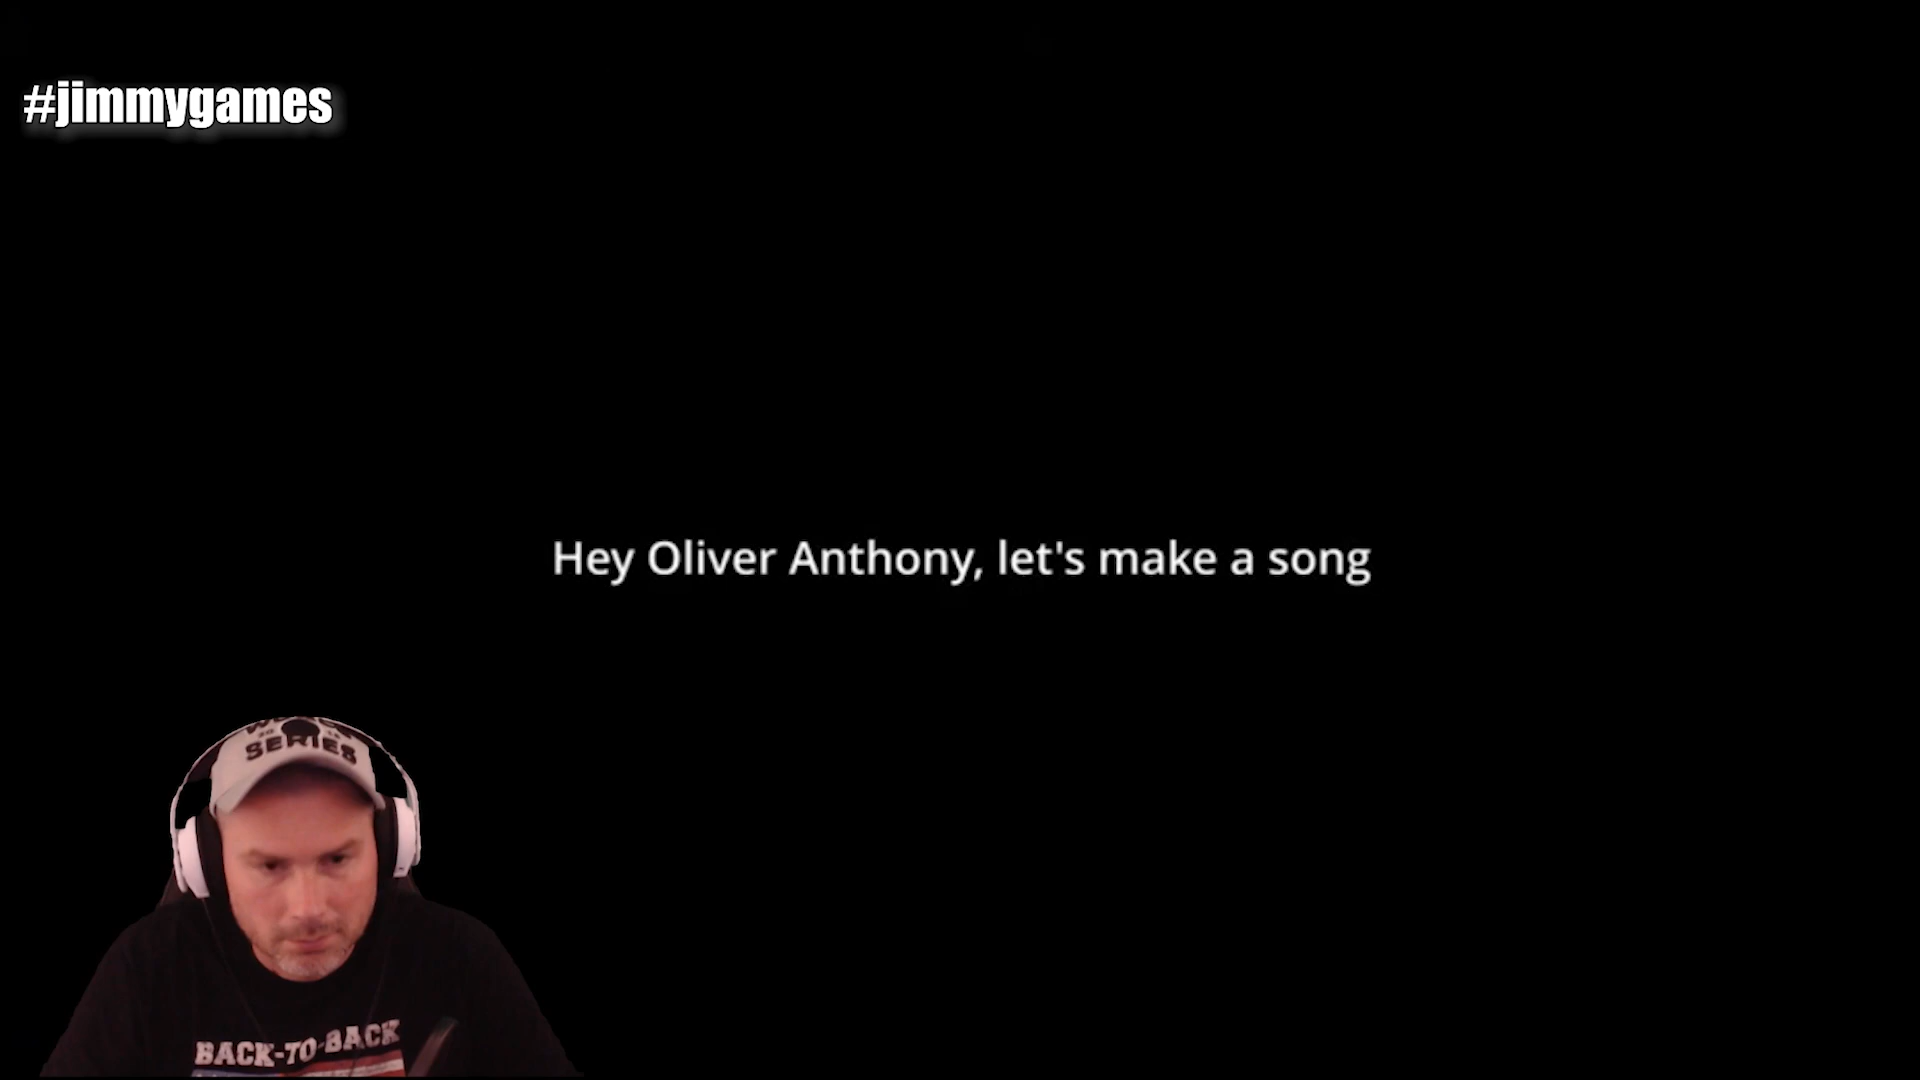 #jimmygames
Hey Oliver Anthony, let's make a song
SERIES
BACK-TO-BACK